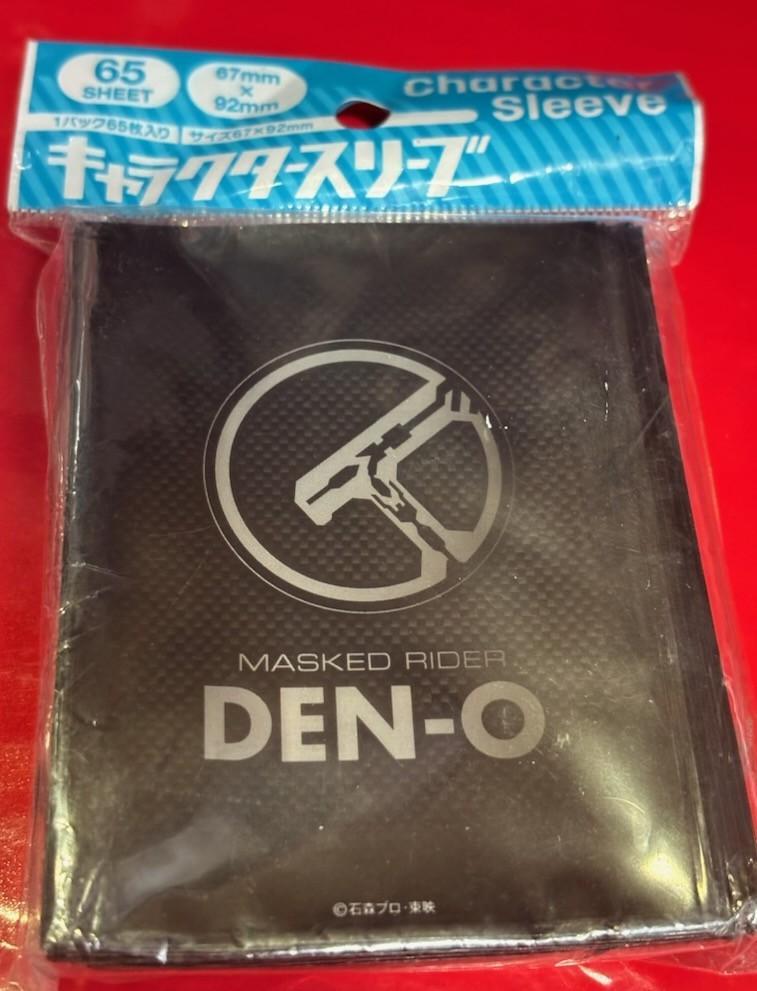 65
SHEET
67mm
×
92mm
Character
Sleeve
1パック65枚入り
サイズ67×92mm
キャラクタースリーブ
MASKED RIDER
DEN-O
©石森プロ・東映